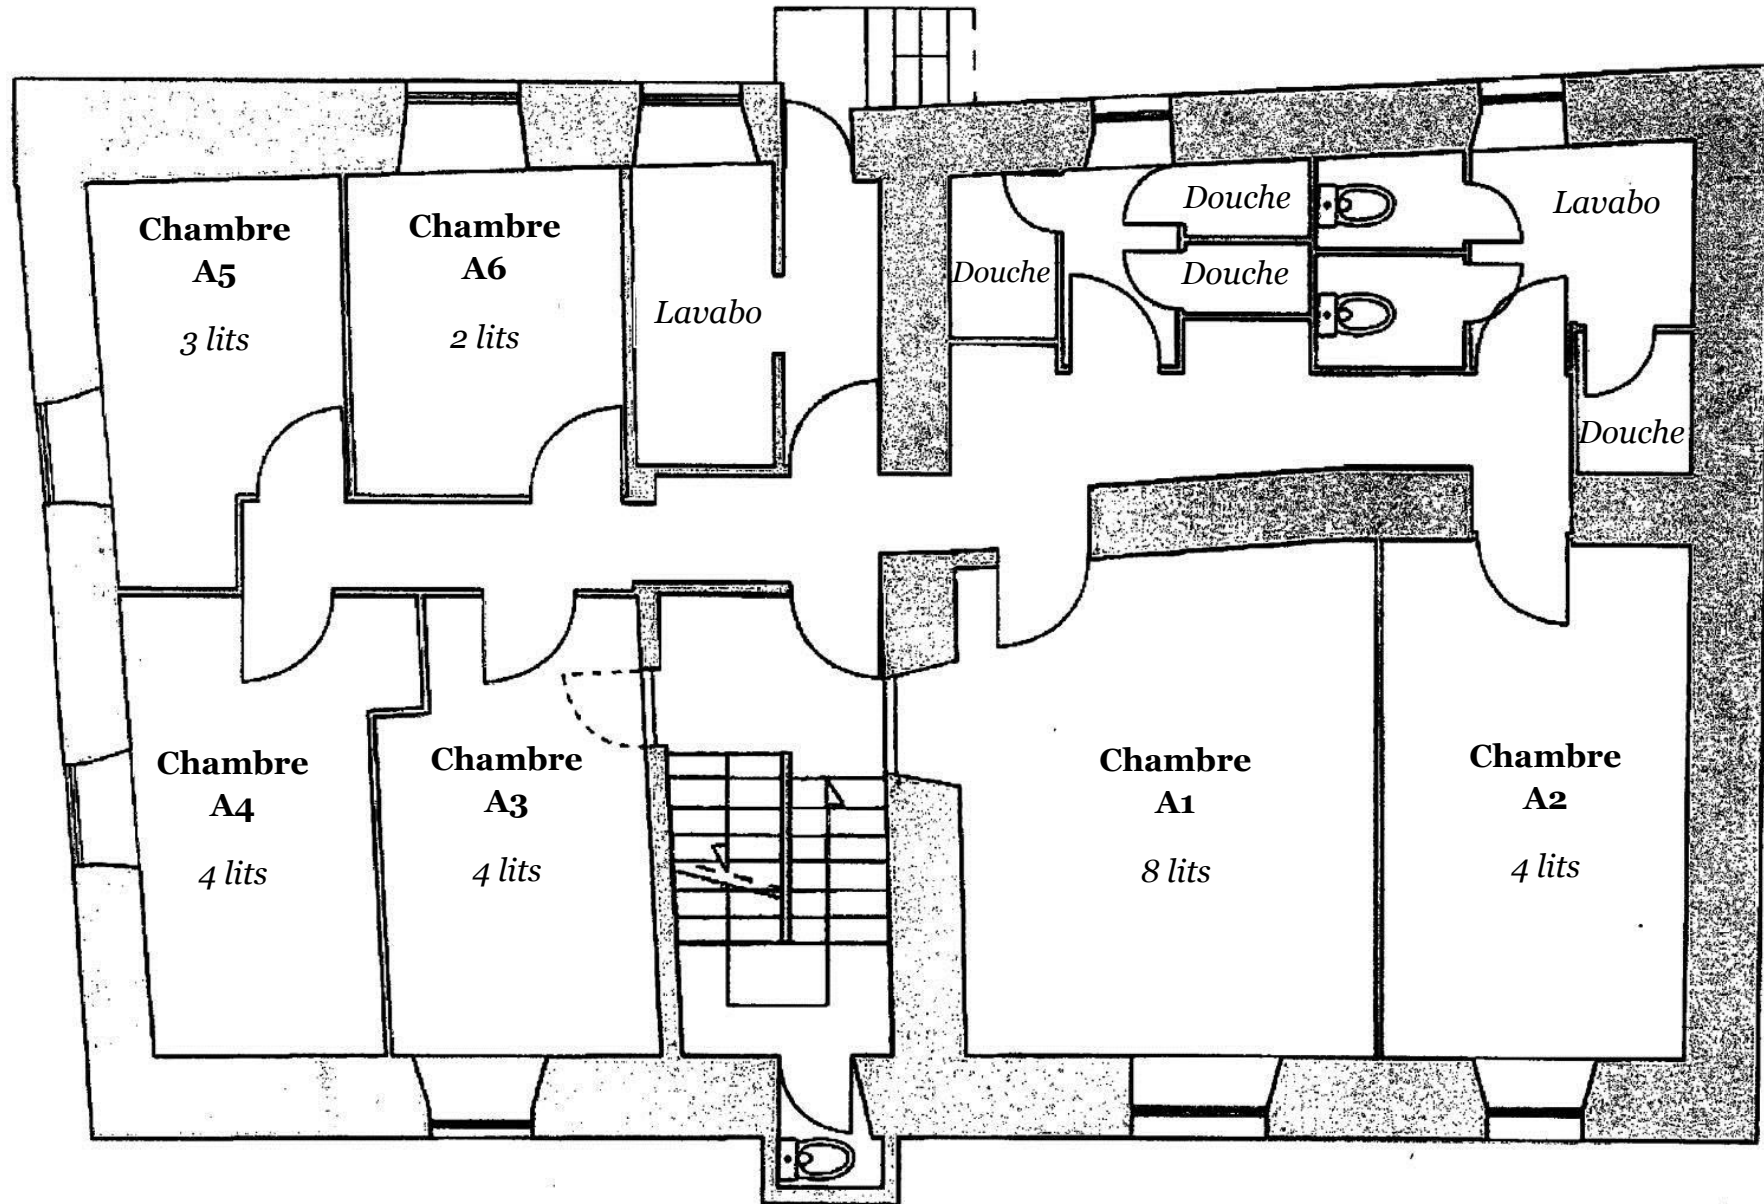 Chambre
A5
3 lits
Chambre
A6
2 lits
Lavabo
Douche
Douche
Douche
Lavabo
Douche
Chambre
A4
4 lits
Chambre
A3
4 lits
Chambre
A1
8 lits
Chambre
A2
4 lits